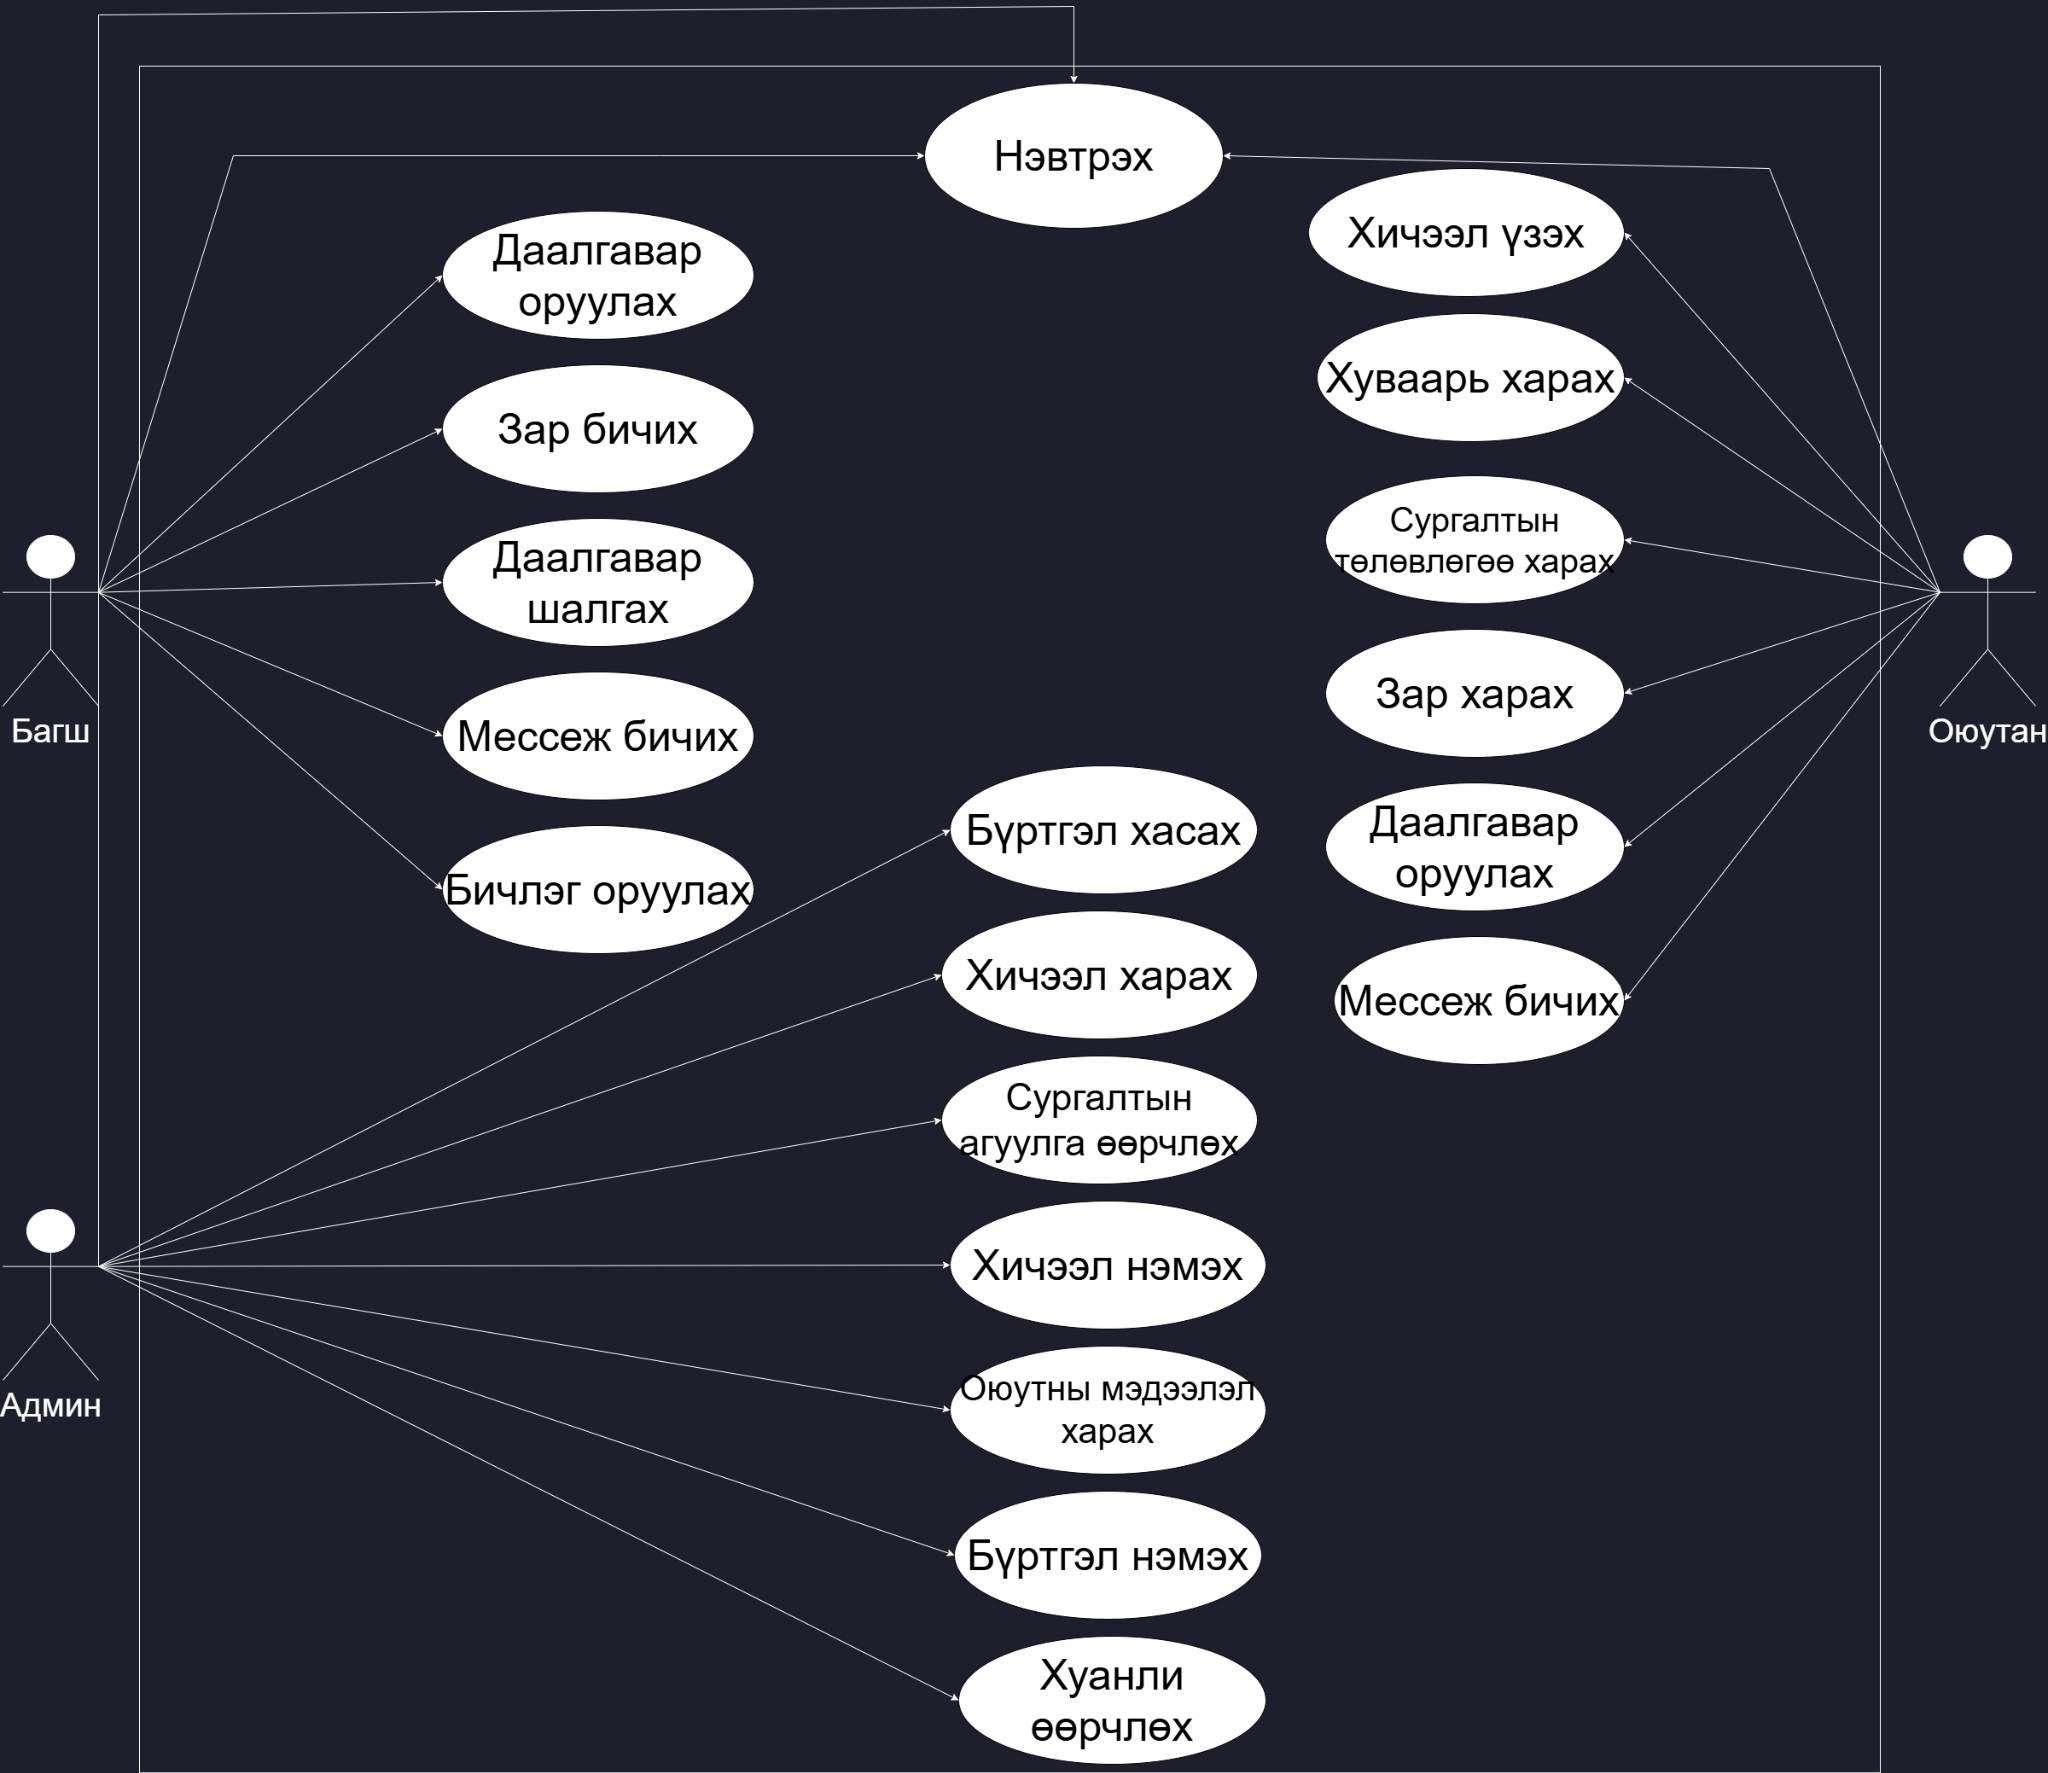 Нэвтрэх
Даалгавар
оруулах
Зар бичих
Даалгавар
шалгах
Мессеж бичих
Бичлэг оруулах
Багш
Хичээл үзэх
Хуваарь харах
Сургалтын
төлөвлөгөө харах
Зар харах
Даалгавар
оруулах
Мессеж бичих
Оюутан
Бүртгэл хасах
Хичээл харах
Сургалтын
агуулга өөрчлөх
Хичээл нэмэх
Оюутны мэдээлэл
харах
Бүртгэл нэмэх
Хуанли
өөрчлөх
Админ